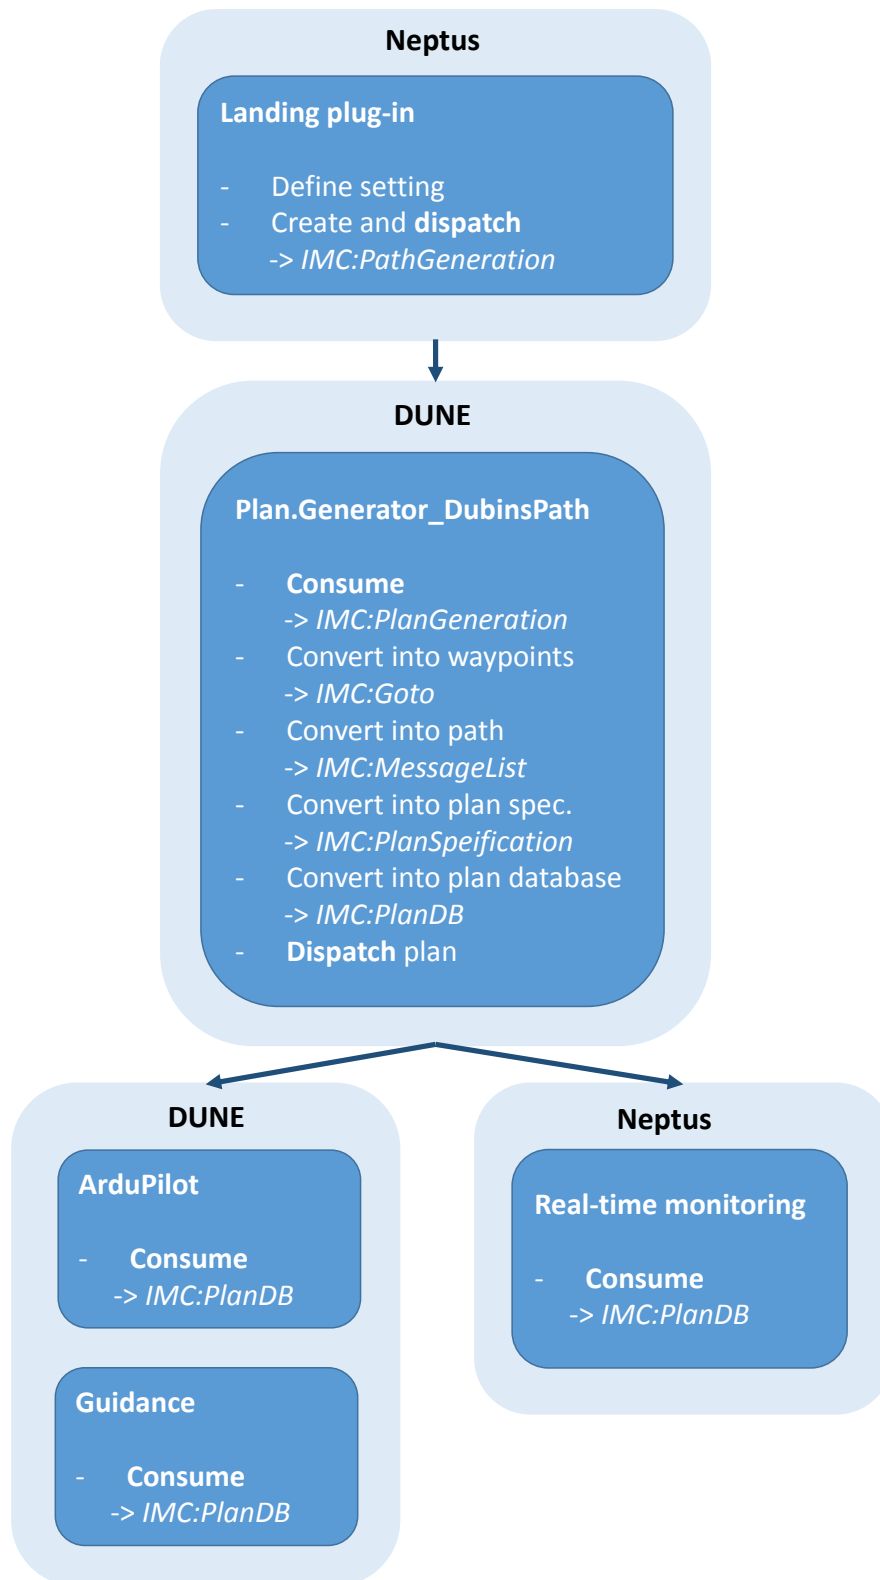 Neptus
Landing plug-in
- Define setting
- Create and dispatch
-> IMC:PathGeneration
DUNE
Plan.Generator_DubinsPath
- Consume
-> IMC:PlanGeneration
- Convert into waypoints
-> IMC:Goto
- Convert into path
-> IMC:MessageList
- Convert into plan spec.
-> IMC:PlanSpeification
- Convert into plan database
-> IMC:PlanDB
- Dispatch plan
DUNE
ArduPilot
- Consume
-> IMC:PlanDB
Guidance
- Consume
-> IMC:PlanDB
Neptus
Real-time monitoring
- Consume
-> IMC:PlanDB